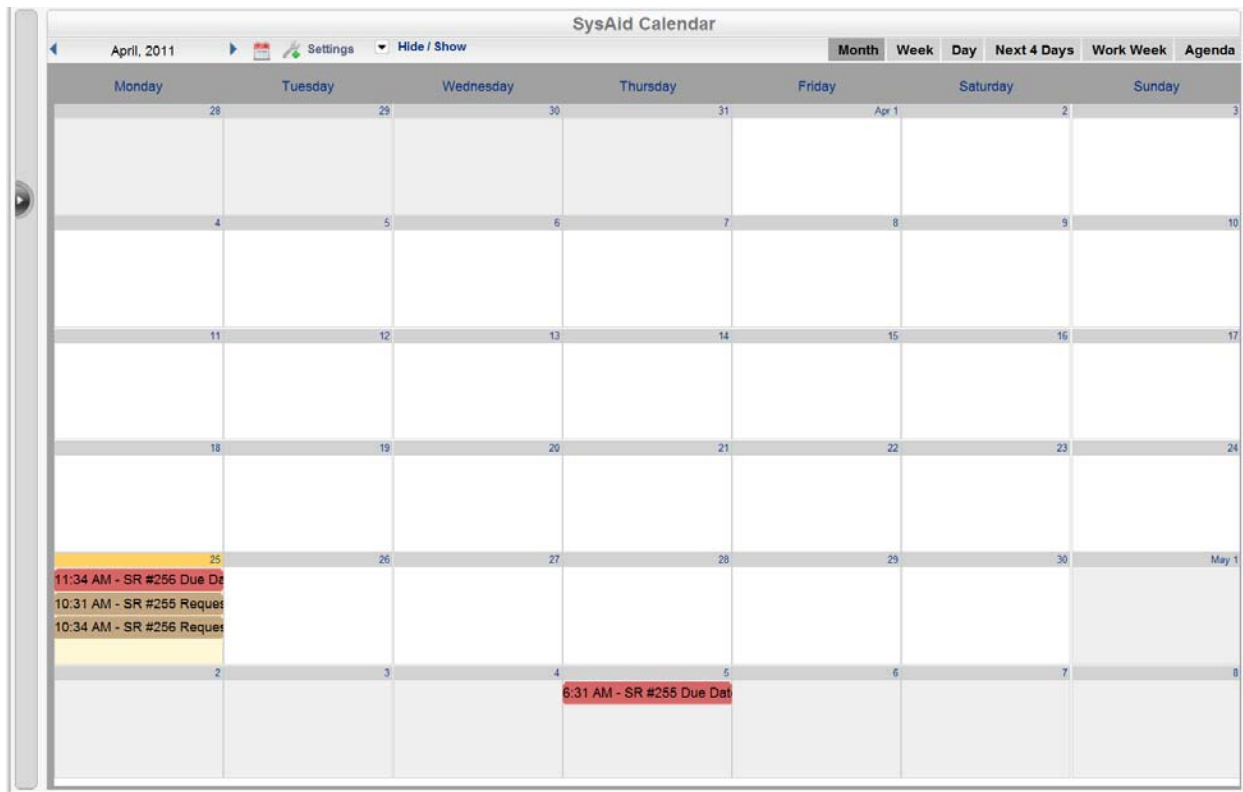 SysAid Calendar
April, 2011 Settings Hide / Show Month Week Day Next 4 Days Work Week Agenda
Monday Tuesday Wednesday Thursday Friday Saturday Sunday
28 29 30 31 Apr 1 2 3
4 5 6 7 8 9 10
11 12 13 14 15 16 17
18 19 20 21 22 23 24
25 26 27 28 29 30 May 1
11:34 AM - SR #256 Due Da
10:31 AM - SR #255 Reques
10:34 AM - SR #256 Reques
2 3 4 5 6 7 8
6:31 AM - SR #255 Due Dat